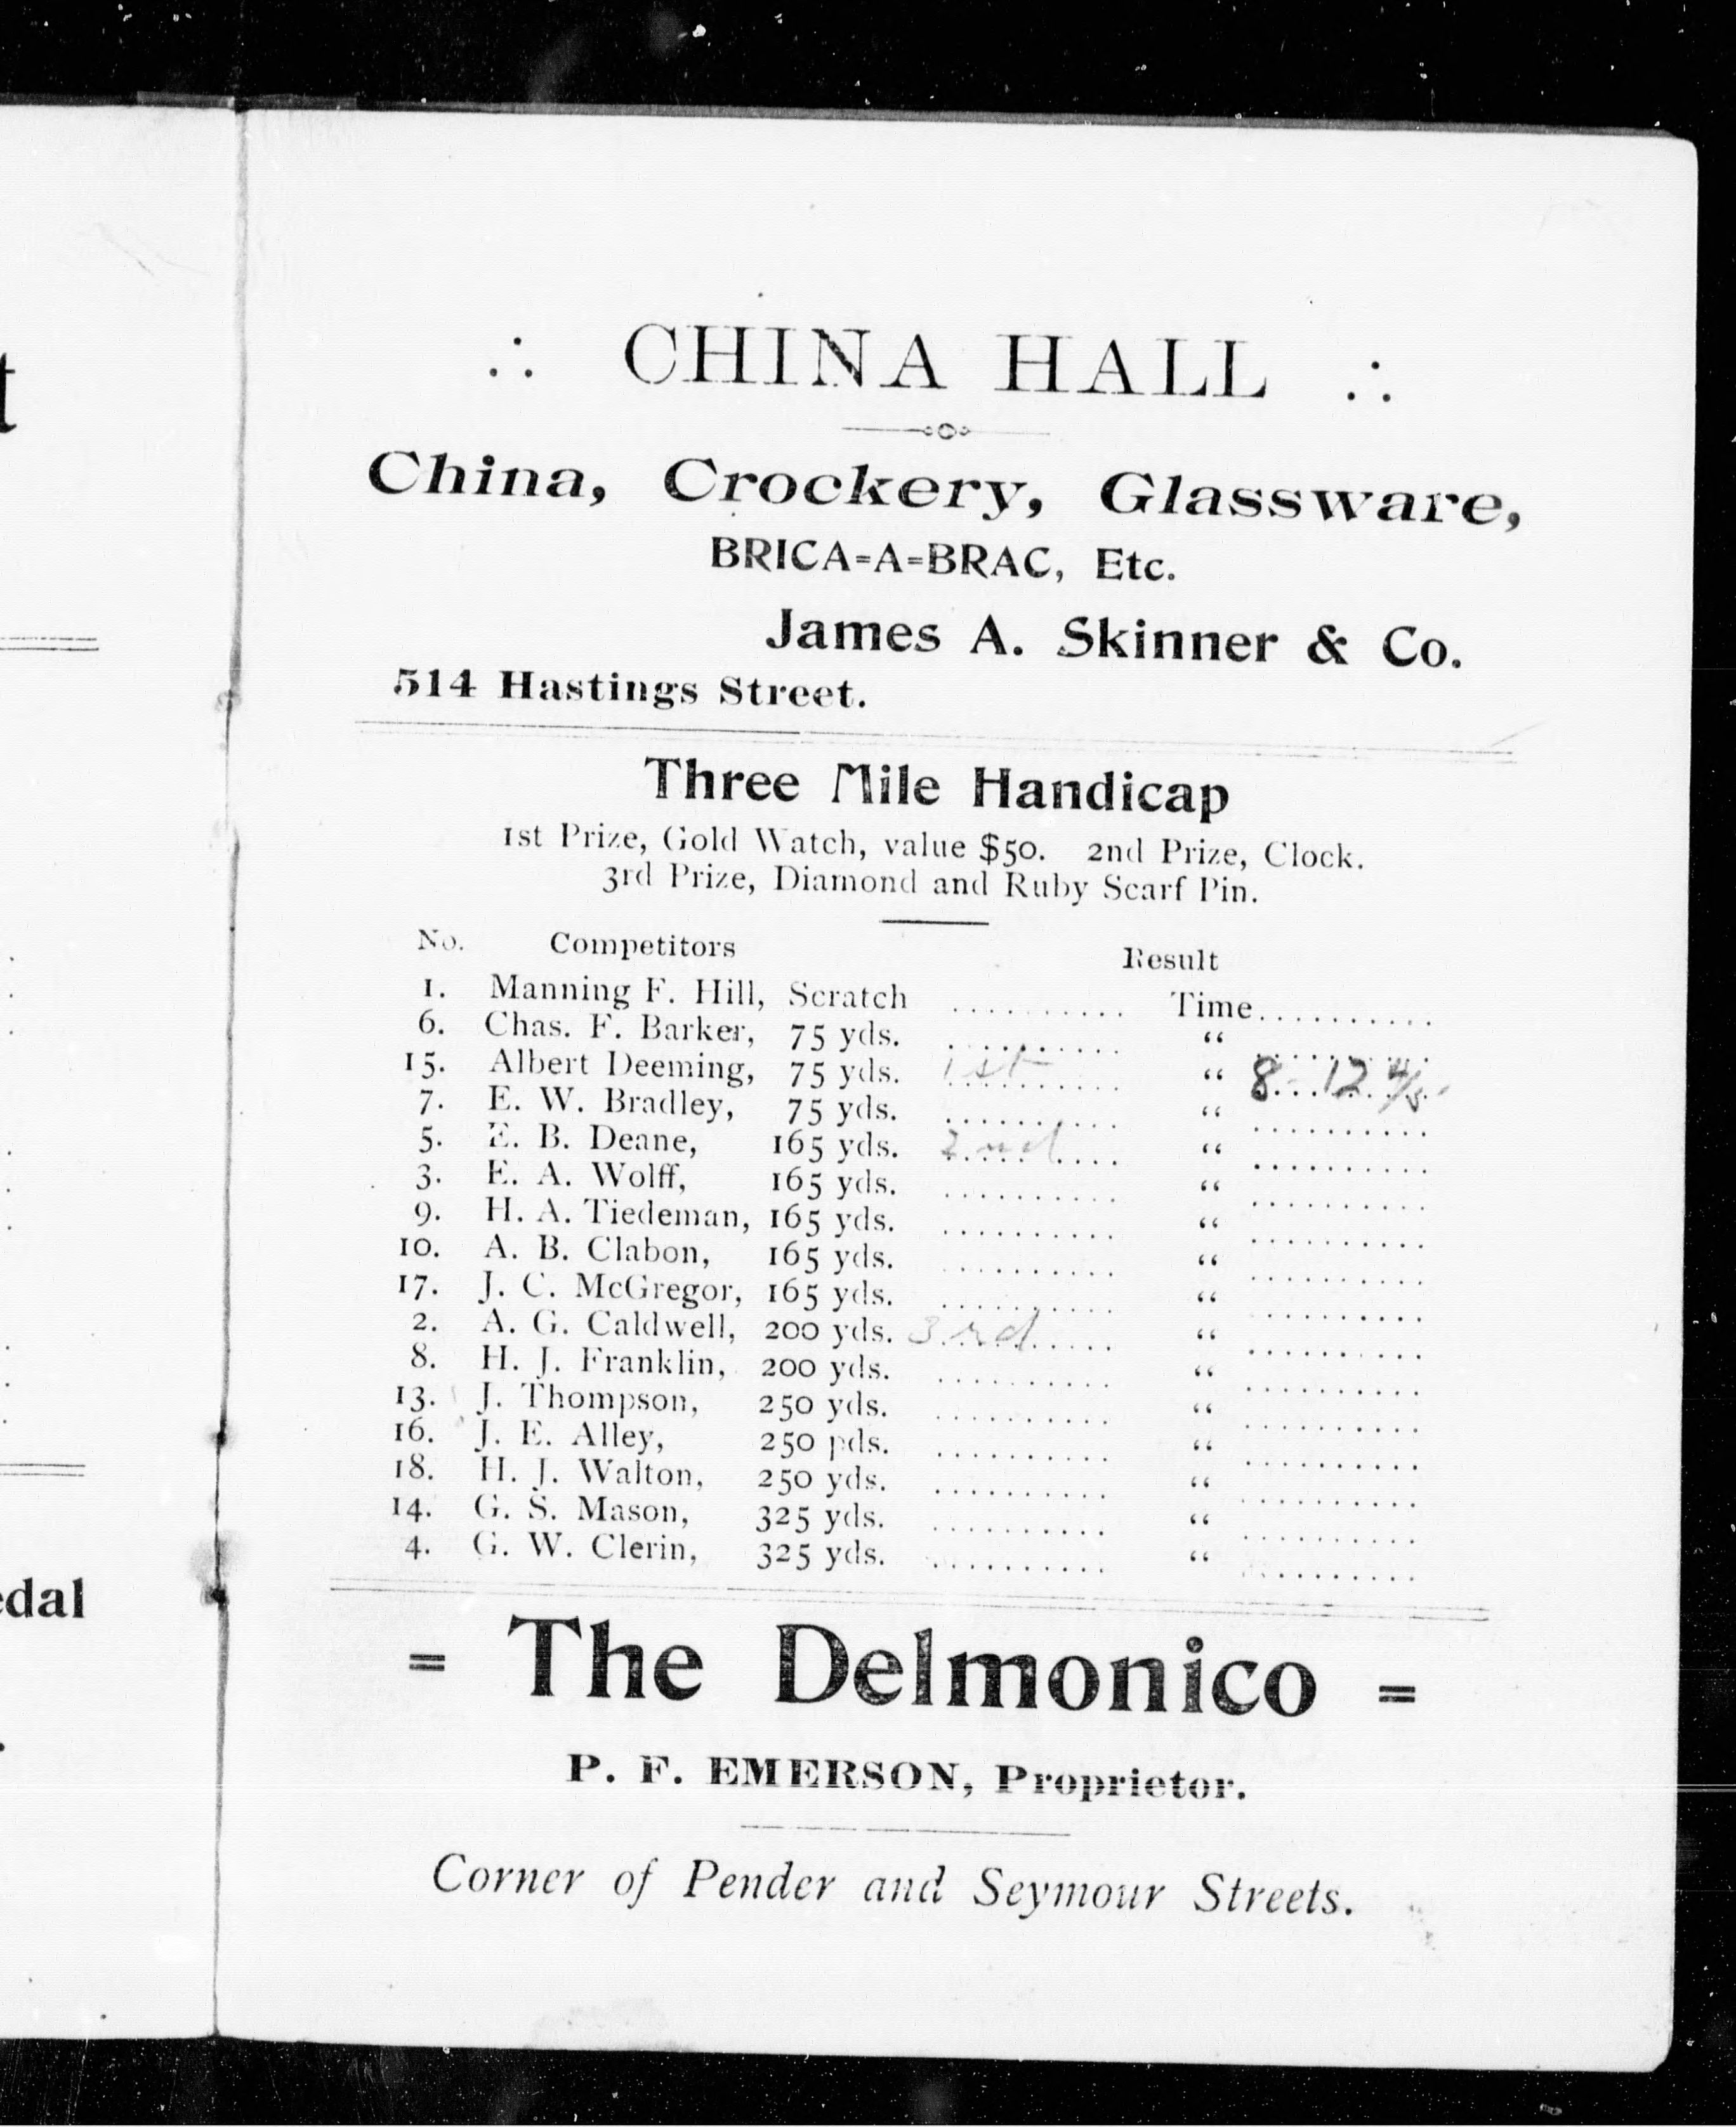 t
edal
∴ CHINA HALL ∴
China, Crockery, Glassware,
BRICA=A=BRAC, Etc.
James A. Skinner & Co.
514 Hastings Street.
Three Mile Handicap
1st Prize, Gold Watch, value $50. 2nd Prize, Clock.
3rd Prize, Diamond and Ruby Scarf Pin.
No. Competitors Result
1. Manning F. Hill, Scratch .......... Time..........
6. Chas. F. Barker, 75 yds. .......... “ ..........
15. Albert Deeming, 75 yds. 1st “ 8 - 12 4/5
7. E. W. Bradley, 75 yds. .......... “ ..........
5. E. B. Deane, 165 yds. 2nd “ ..........
3. E. A. Wolff, 165 yds. .......... “ ..........
9. H. A. Tiedeman, 165 yds. .......... “ ..........
10. A. B. Clabon, 165 yds. .......... “ ..........
17. J. C. McGregor, 165 yds. .......... “ ..........
2. A. G. Caldwell, 200 yds. 3rd “ ..........
8. H. J. Franklin, 200 yds. .......... “ ..........
13. J. Thompson, 250 yds. .......... “ ..........
16. J. E. Alley, 250 pds. .......... “ ..........
18. H. J. Walton, 250 yds. .......... “ ..........
14. G. S. Mason, 325 yds. .......... “ ..........
4. G. W. Clerin, 325 yds. .......... “ ..........
= The Delmonico =
P. F. EMERSON, Proprietor.
Corner of Pender and Seymour Streets.